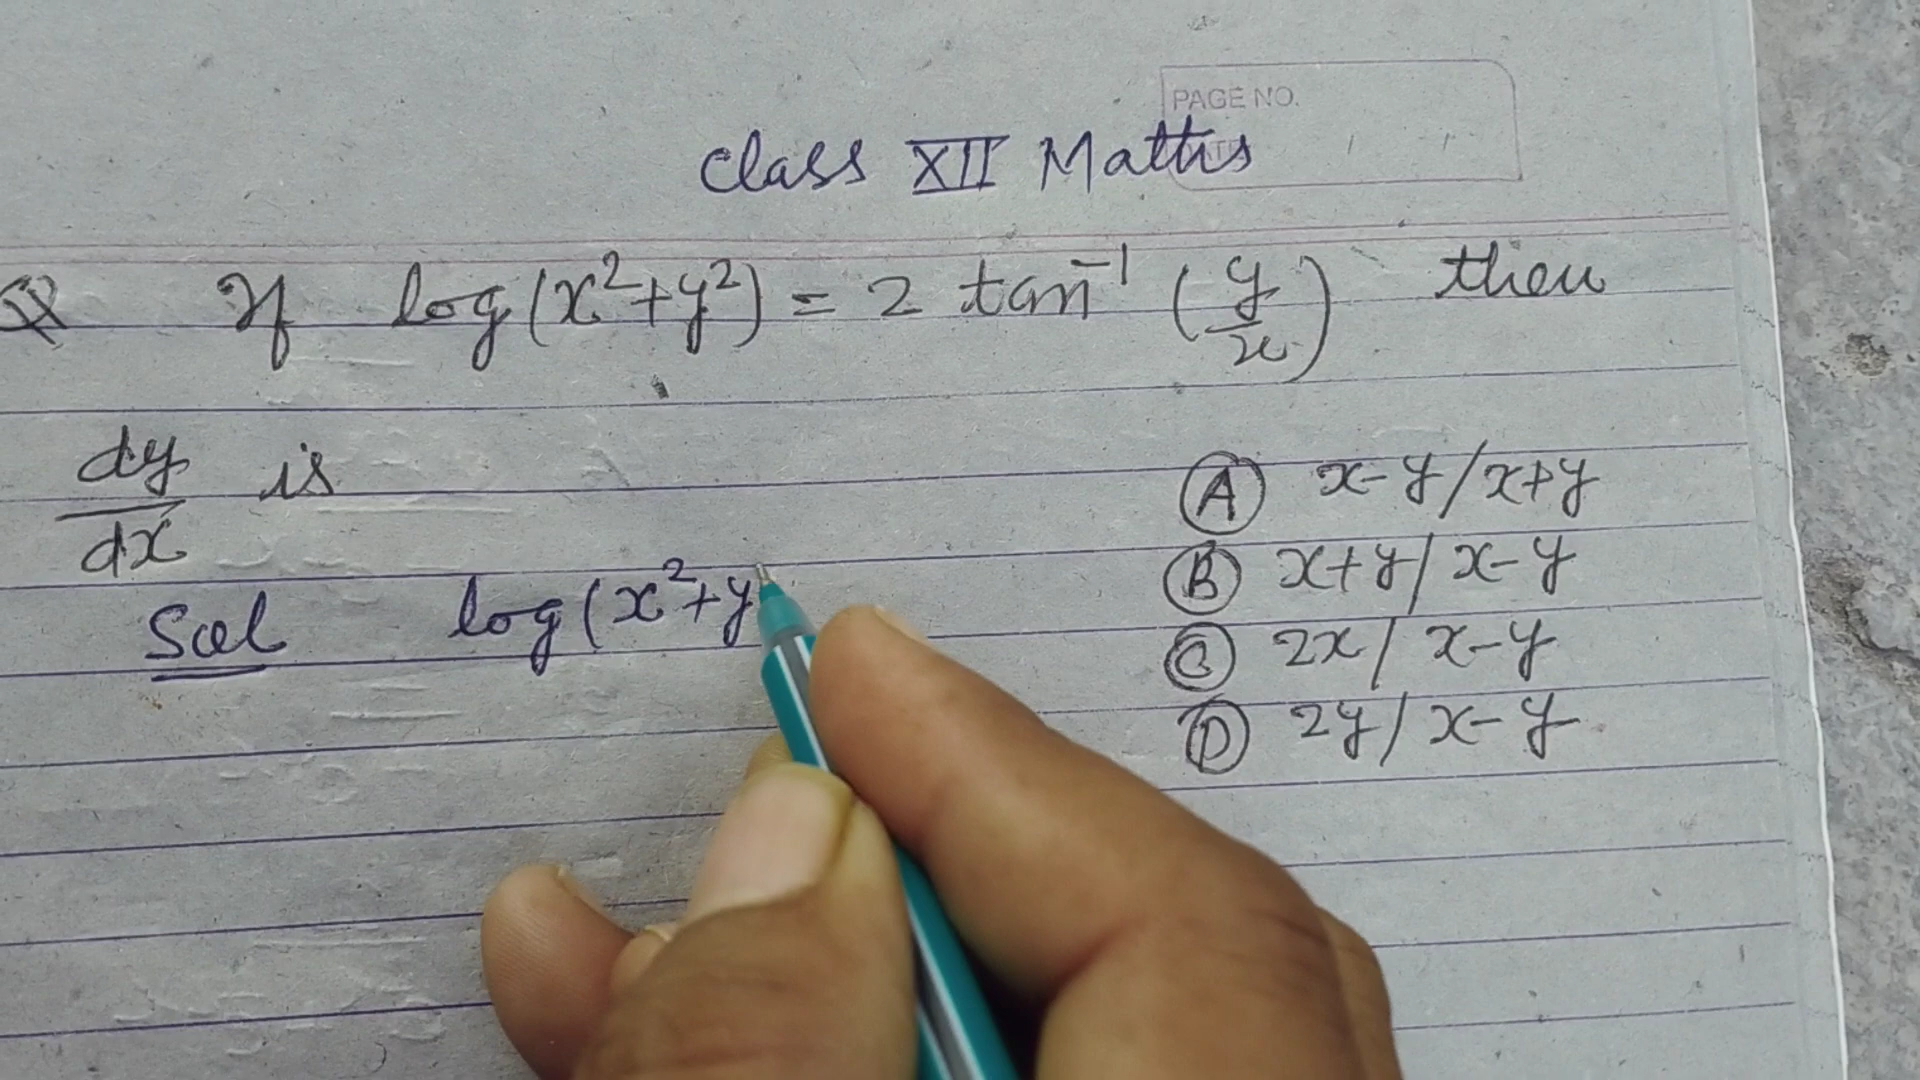 PAGE NO.
Class XII Maths
Q If log(x²+y²) = 2 tan⁻¹ (y/x) then
dy/dx is
(A) x-y/x+y
(B) x+y/x-y
(C) 2x/x-y
(D) 2y/x-y
Sol log(x²+y